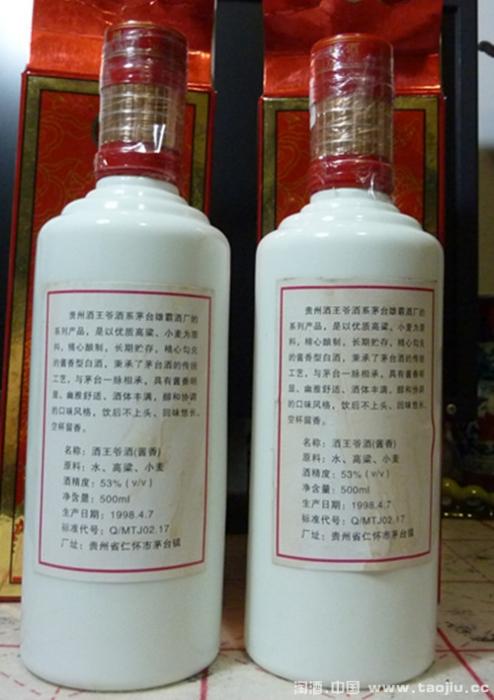 酒
贵州酒王爷酒系茅台雄霸酒厂的
系列产品，是以优质高粱、小麦为原
料，精心酿制，长期贮存，精心勾兑
的酱香型白酒，秉承了茅台酒的传统
工艺，与茅台一脉相承，具有酱香明
显、幽雅舒适、酒体丰满、醇和协调
的口味风格，饮后不上头、回味悠长、
空杯留香。
名称：酒王爷酒(酱香)
原料：水、高粱、小麦
酒精度：53% (v/v)
净含量：500ml
生产日期：1998.4.7
标准代号：Q/MTJ02.17
厂址：贵州省仁怀市茅台镇
贵州酒王爷酒系茅台雄霸酒厂的
系列产品，是以优质高粱、小麦为原
料，精心酿制，长期贮存，精心勾兑
的酱香型白酒，秉承了茅台酒的传统
工艺，与茅台一脉相承，具有酱香明
显、幽雅舒适、酒体丰满、醇和协调
的口味风格，饮后不上头、回味悠长、
空杯留香。
名称：酒王爷酒(酱香)
原料：水、高粱、小麦
酒精度：53% (v/v)
净含量：500ml
生产日期：1998.4.7
标准代号：Q/MTJ02.17
厂址：贵州省仁怀市茅台镇
淘酒.中国 www.taojiu.cc